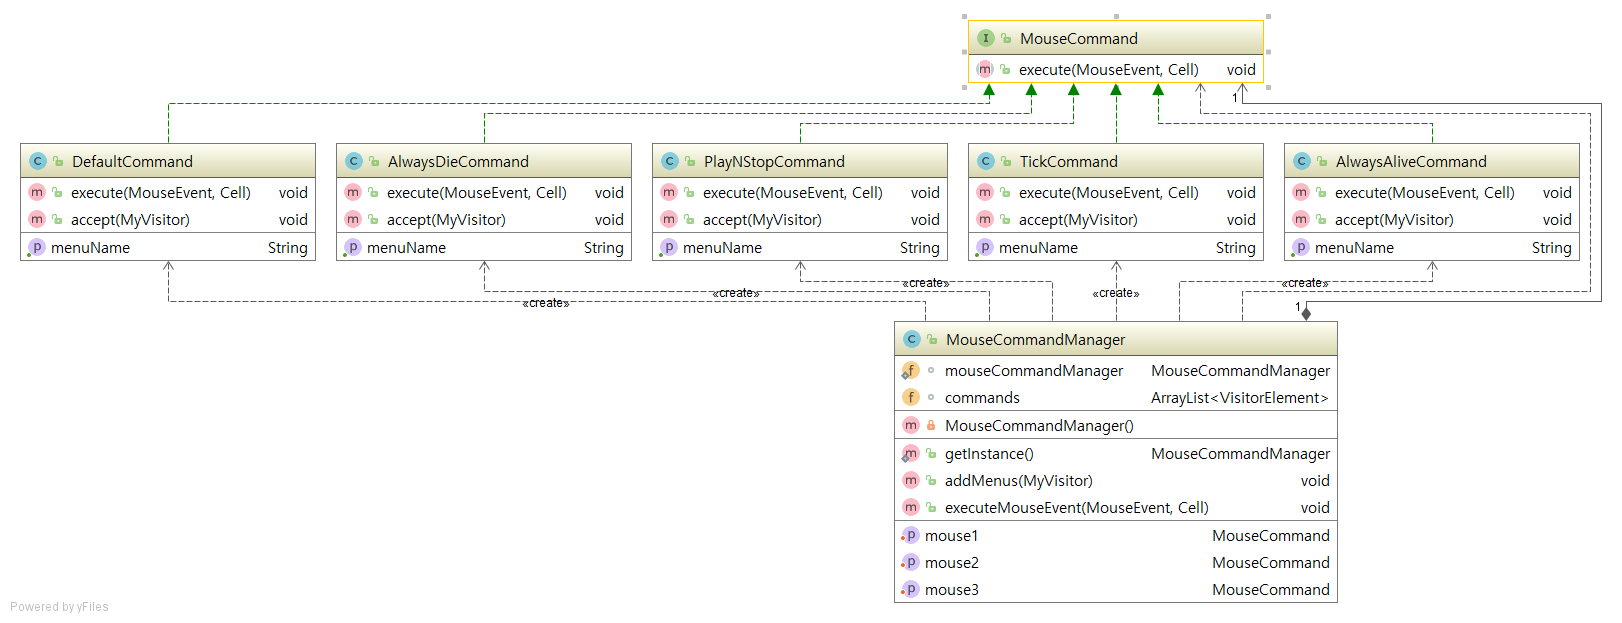 I MouseCommand
m execute(MouseEvent, Cell) void
1
C DefaultCommand
m execute(MouseEvent, Cell) void
m accept(MyVisitor) void
p menuName String
C AlwaysDieCommand
m execute(MouseEvent, Cell) void
m accept(MyVisitor) void
p menuName String
C PlayNStopCommand
m execute(MouseEvent, Cell) void
m accept(MyVisitor) void
p menuName String
C TickCommand
m execute(MouseEvent, Cell) void
m accept(MyVisitor) void
p menuName String
C AlwaysAliveCommand
m execute(MouseEvent, Cell) void
m accept(MyVisitor) void
p menuName String
«create»
«create»
«create»
«create»
«create»
1
C MouseCommandManager
f mouseCommandManager MouseCommandManager
f commands ArrayList<VisitorElement>
m MouseCommandManager()
m getInstance() MouseCommandManager
m addMenus(MyVisitor) void
m executeMouseEvent(MouseEvent, Cell) void
p mouse1 MouseCommand
p mouse2 MouseCommand
p mouse3 MouseCommand
Powered by yFiles